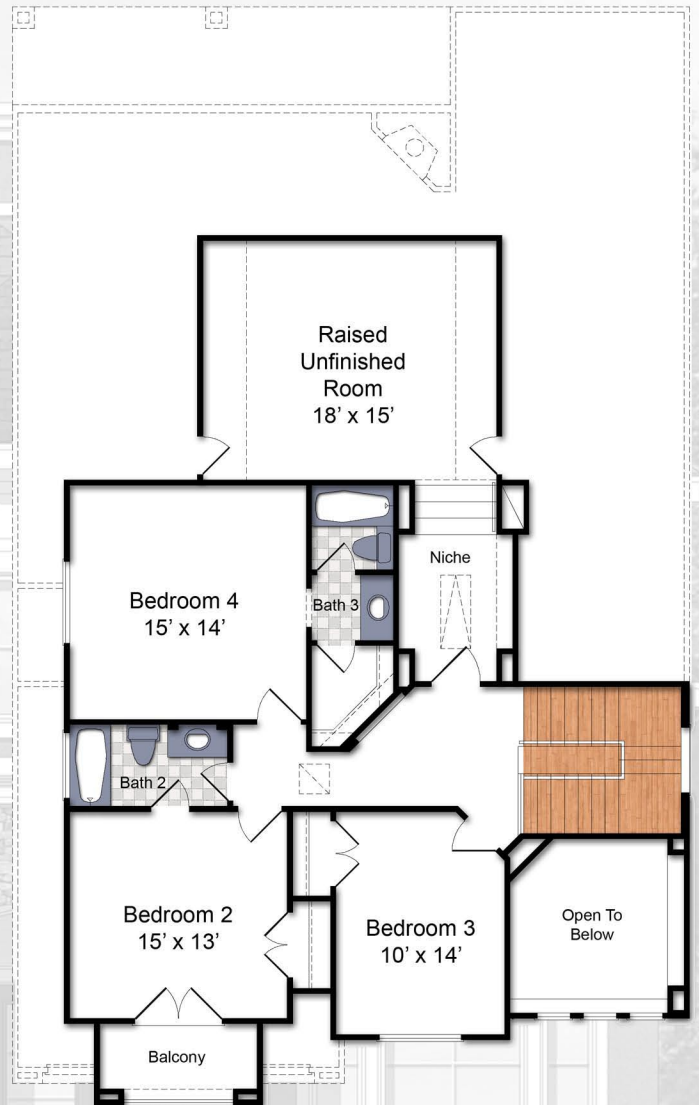 Raised
Unfinished
Room
18’ x 15’
Niche
Bedroom 4
15’ x 14’
Bath 3
Bath 2
Bedroom 2
15’ x 13’
Bedroom 3
10’ x 14’
Open To
Below
Balcony